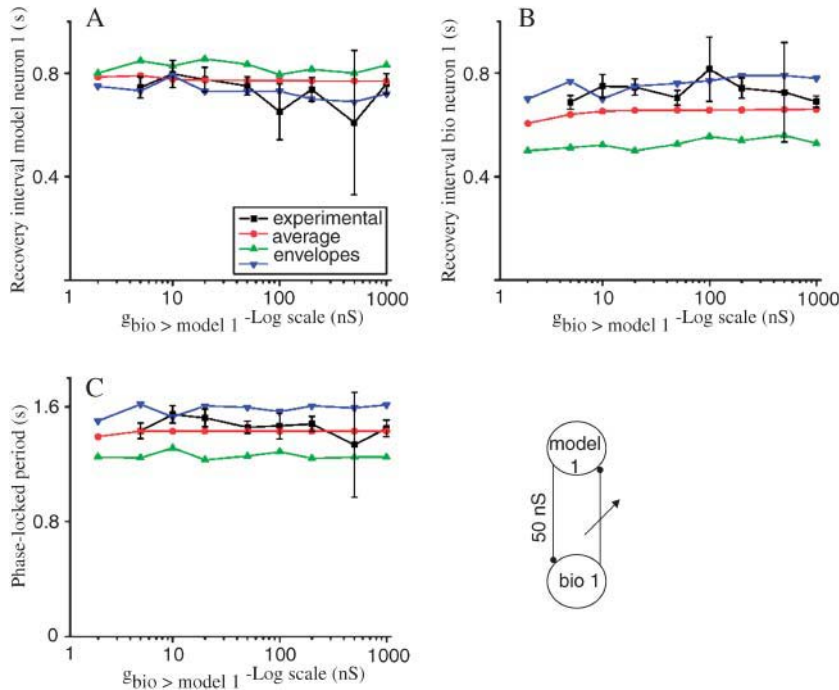 A
Recovery interval model neuron 1 (s)
0.8
0.4
experimental
average
envelopes
1
10
100
1000
g bio > model 1 -Log scale (nS)
B
Recovery interval bio neuron 1 (s)
0.8
0.4
1
10
100
1000
g bio > model 1 -Log scale (nS)
C
Phase-locked period (s)
1.6
0.8
0
1
10
100
1000
g bio > model 1 -Log scale (nS)
model
1
50 nS
bio 1